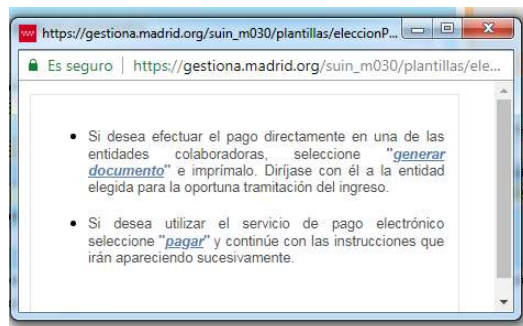 https://gestiona.madrid.org/suin_m030/plantillas/eleccionP...
Es seguro | https://gestiona.madrid.org/suin_m030/plantillas/ele...
• Si desea efectuar el pago directamente en una de las
entidades colaboradoras, seleccione "generar
documento" e imprímalo. Diríjase con él a la entidad
elegida para la oportuna tramitación del ingreso.
• Si desea utilizar el servicio de pago electrónico
seleccione "pagar" y continúe con las instrucciones que
irán apareciendo sucesivamente.